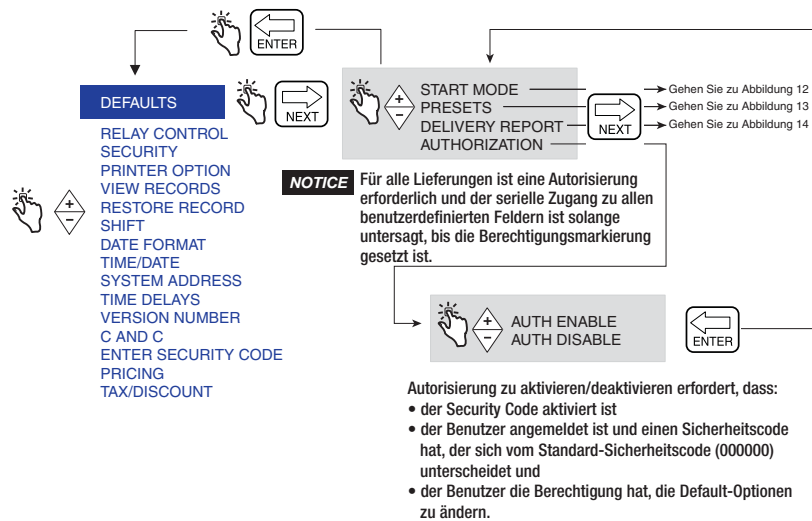 ENTER
DEFAULTS
RELAY CONTROL
SECURITY
PRINTER OPTION
VIEW RECORDS
RESTORE RECORD
SHIFT
DATE FORMAT
TIME/DATE
SYSTEM ADDRESS
TIME DELAYS
VERSION NUMBER
C AND C
ENTER SECURITY CODE
PRICING
TAX/DISCOUNT
+
−
NEXT
+
−
START MODE
PRESETS
DELIVERY REPORT
AUTHORIZATION
NEXT
Gehen Sie zu Abbildung 12
Gehen Sie zu Abbildung 13
Gehen Sie zu Abbildung 14
NOTICE Für alle Lieferungen ist eine Autorisierung
erforderlich und der serielle Zugang zu allen
benutzerdefinierten Feldern ist solange
untersagt, bis die Berechtigungsmarkierung
gesetzt ist.
+
−
AUTH ENABLE
AUTH DISABLE
ENTER
Autorisierung zu aktivieren/deaktivieren erfordert, dass:
• der Security Code aktiviert ist
• der Benutzer angemeldet ist und einen Sicherheitscode
hat, der sich vom Standard-Sicherheitscode (000000)
unterscheidet und
• der Benutzer die Berechtigung hat, die Default-Optionen
zu ändern.